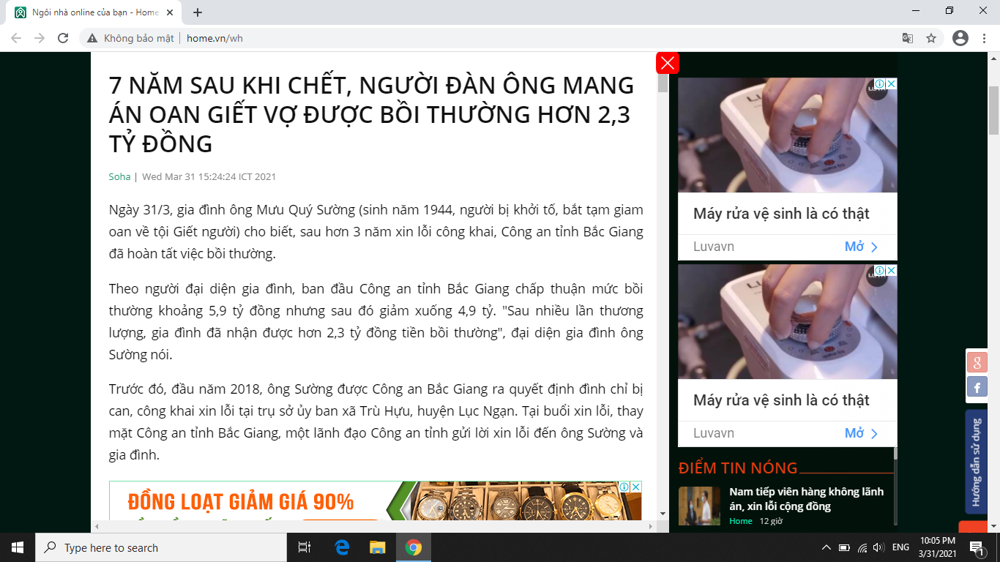 Ngôi nhà online của bạn - Home
Không bảo mật
home.vn/wh
7 NĂM SAU KHI CHẾT, NGƯỜI ĐÀN ÔNG MANG
ÁN OAN GIẾT VỢ ĐƯỢC BỒI THƯỜNG HƠN 2,3
TỶ ĐỒNG
Soha | Wed Mar 31 15:24:24 ICT 2021
Ngày 31/3, gia đình ông Mưu Quý Sường (sinh năm 1944, người bị khởi tố, bắt tạm giam
oan về tội Giết người) cho biết, sau hơn 3 năm xin lỗi công khai, Công an tỉnh Bắc Giang
đã hoàn tất việc bồi thường.
Theo người đại diện gia đình, ban đầu Công an tỉnh Bắc Giang chấp thuận mức bồi
thường khoảng 5,9 tỷ đồng nhưng sau đó giảm xuống 4,9 tỷ. "Sau nhiều lần thương
lượng, gia đình đã nhận được hơn 2,3 tỷ đồng tiền bồi thường", đại diện gia đình ông
Sường nói.
Trước đó, đầu năm 2018, ông Sường được Công an Bắc Giang ra quyết định đình chỉ bị
can, công khai xin lỗi tại trụ sở ủy ban xã Trù Hựu, huyện Lục Ngạn. Tại buổi xin lỗi, thay
mặt Công an tỉnh Bắc Giang, một lãnh đạo Công an tỉnh gửi lời xin lỗi đến ông Sường và
gia đình.
ĐỒNG LOẠT GIẢM GIÁ 90%
Máy rửa vệ sinh là có thật
Luvavn
Mở
Máy rửa vệ sinh là có thật
Luvavn
Mở
ĐIỂM TIN NÓNG
Nam tiếp viên hàng không lãnh
án, xin lỗi cộng đồng
Home 12 giờ
Hướng dẫn sử dụng
Type here to search
ENG
10:05 PM
3/31/2021
1